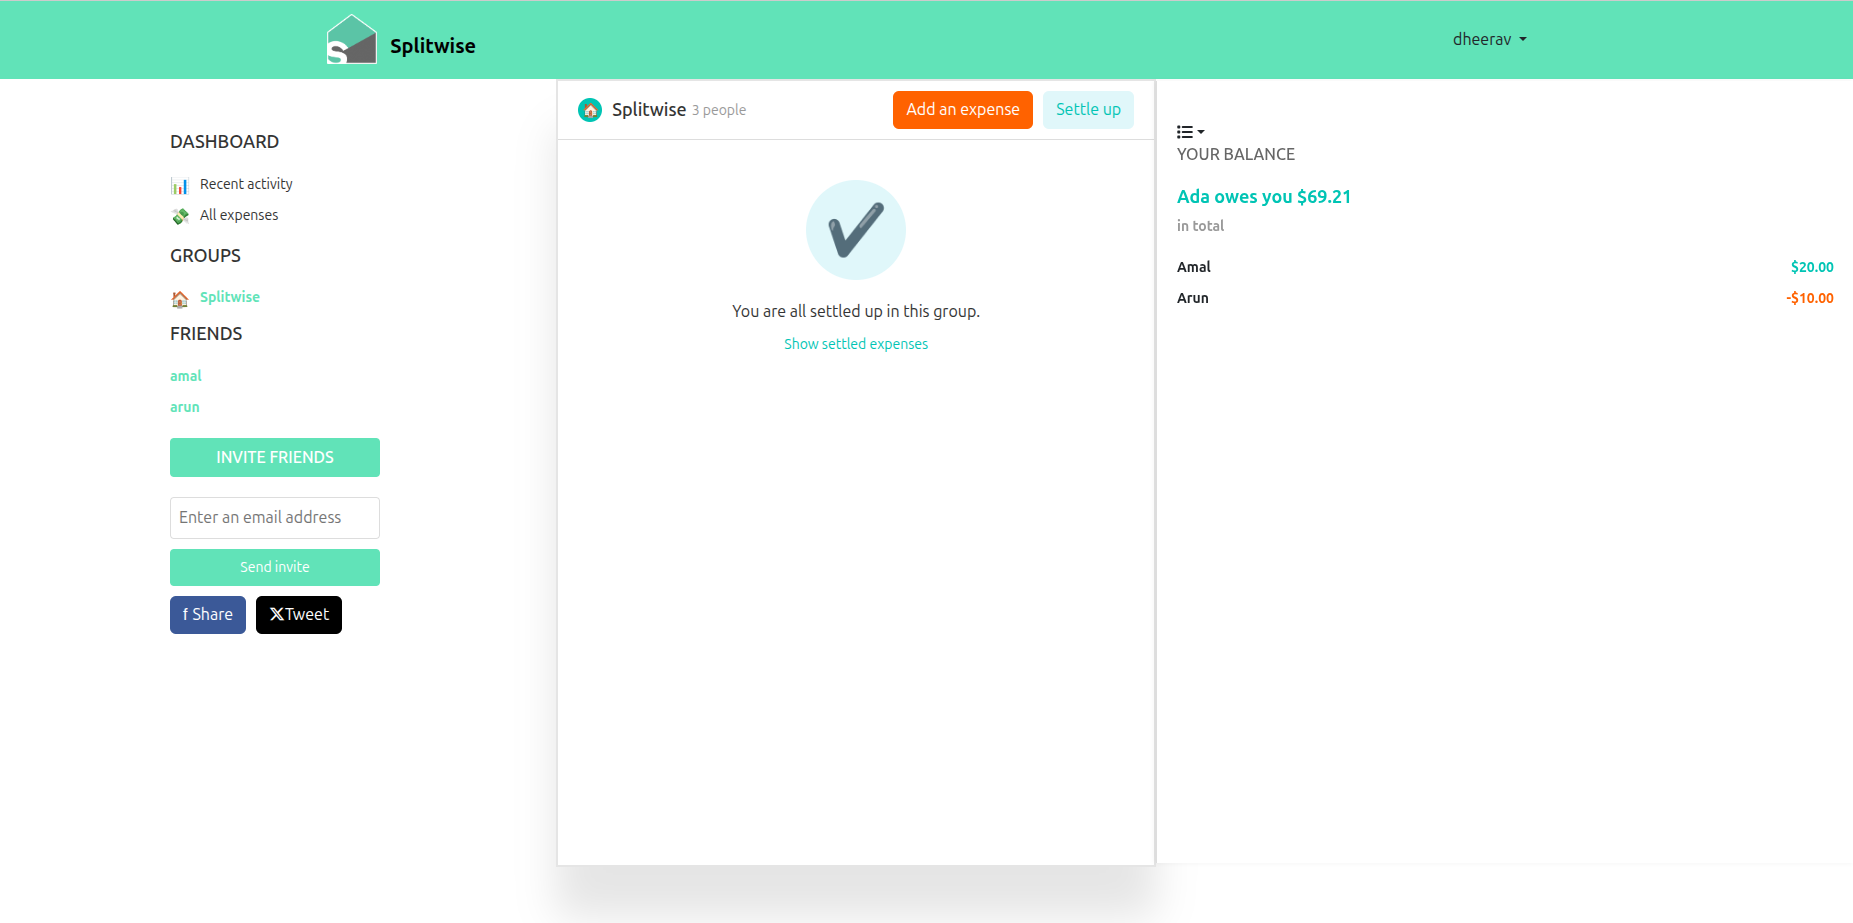 Splitwise
dheerav
DASHBOARD
Recent activity
All expenses
GROUPS
Splitwise
FRIENDS
amal
arun
INVITE FRIENDS
Enter an email address
Send invite
f Share
𝕏Tweet
Splitwise 3 people
Add an expense
Settle up
You are all settled up in this group.
Show settled expenses
YOUR BALANCE
Ada owes you $69.21
in total
Amal $20.00
Arun -$10.00